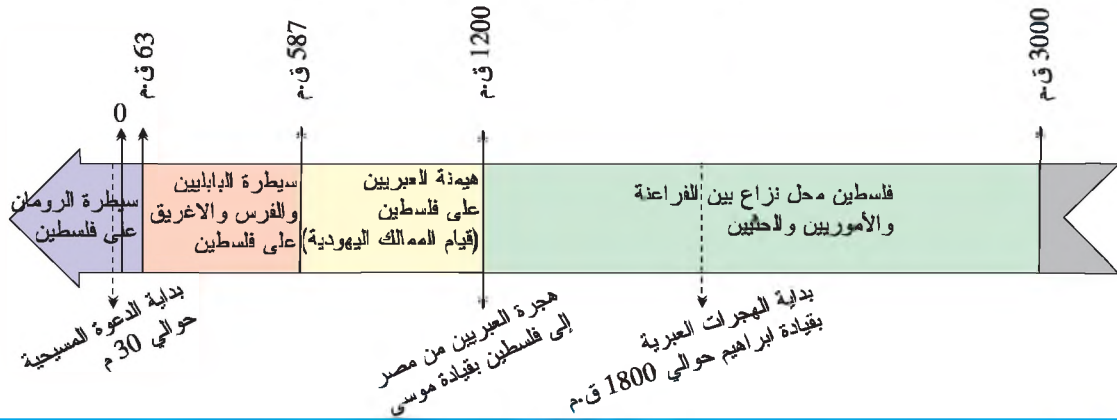 3000 ق.م
1200 ق.م
587 ق.م
63 ق.م
0
فلسطين محل نزاع بين الفراعنة
والأموريين والحثيين
هيمنة العبريين
على فلسطين
(قيام الممالك اليهودية)
سيطرة البابليين
والفرس والاغريق
على فلسطين
سيطرة الرومان
على فلسطين
بداية الهجرات العبرية
بقيادة ابراهيم حوالي 1800 ق.م
هجرة العبريين من مصر
إلى فلسطين بقيادة موسى
بداية الدعوة المسيحية
حوالي 30 م